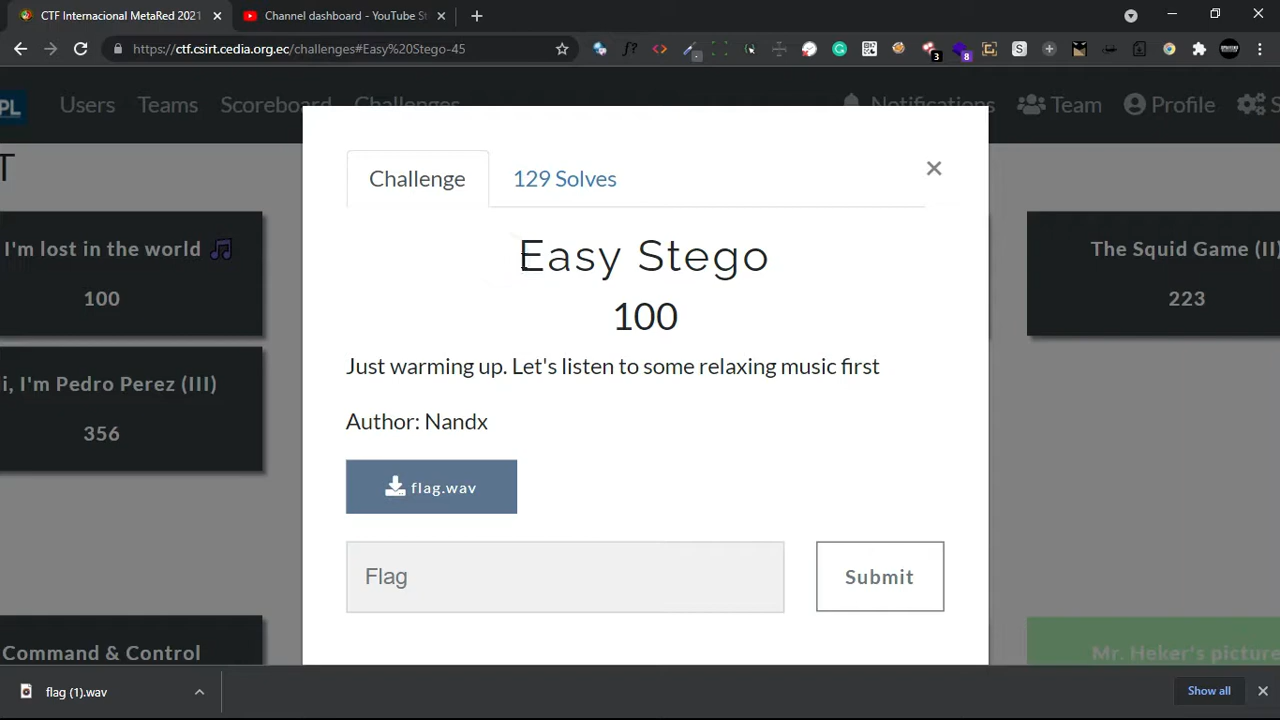 CTF Internacional MetaRed 2021
Channel dashboard - YouTube St
https://ctf.csirt.cedia.org.ec/challenges#Easy%20Stego-45
3
8
PL
Users
Teams
Scoreboard
Challenges
Notifications
Team
Profile
S
T
I'm lost in the world 🎵
100
i, I'm Pedro Perez (III)
356
Command & Control
Challenge
129 Solves
×
Easy Stego
100
Just warming up. Let's listen to some relaxing music first
Author: Nandx
flag.wav
Flag
Submit
The Squid Game (II)
223
Mr. Heker's picture
flag (1).wav
Show all